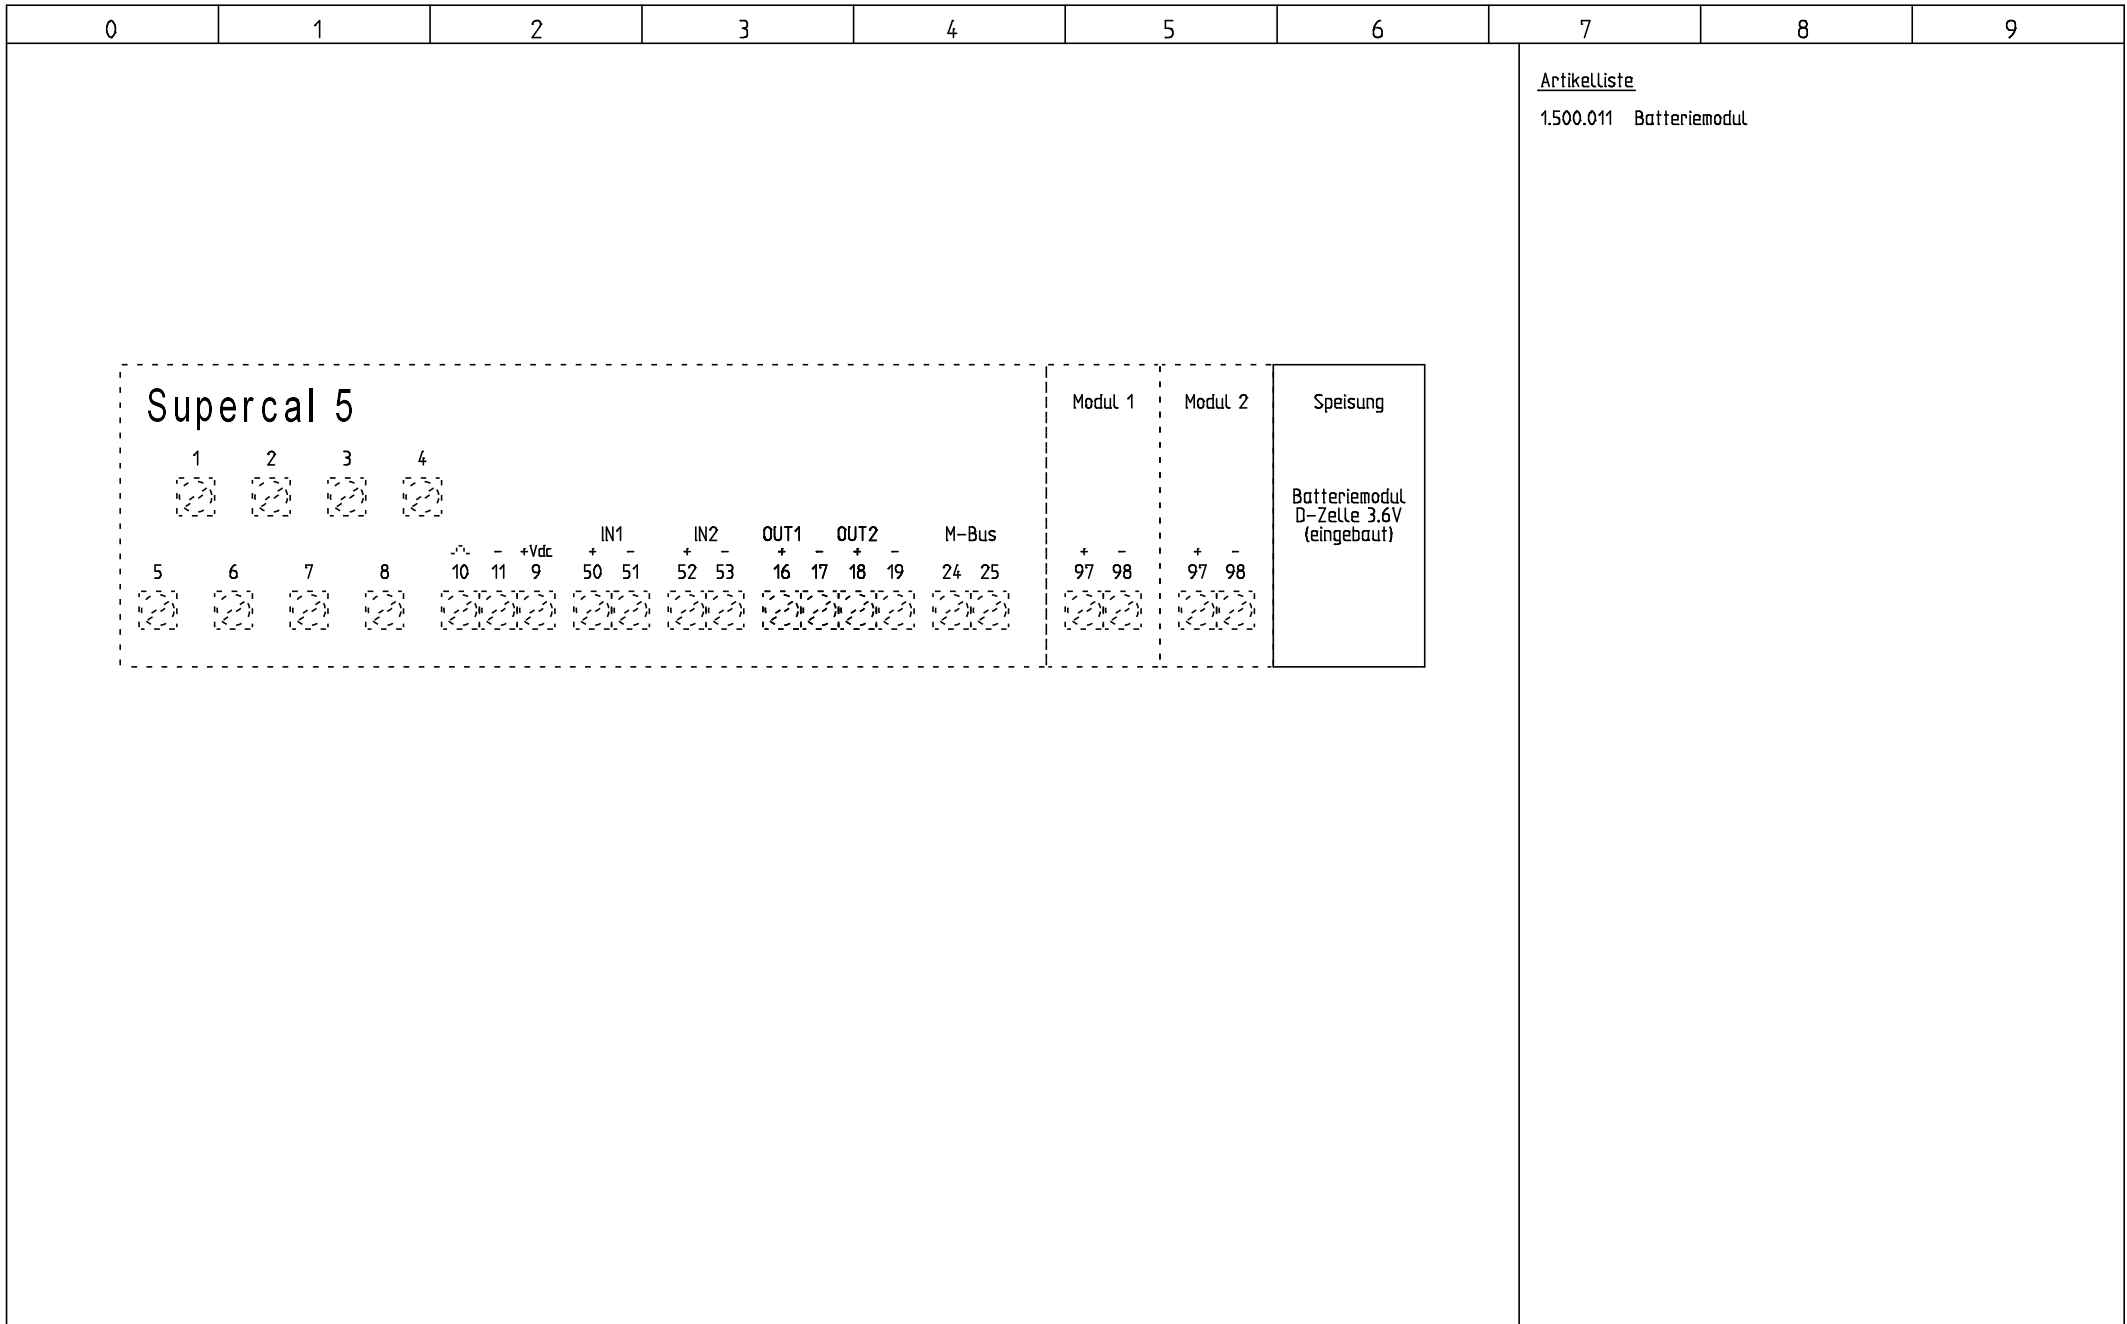 0 1 2 3 4 5 6 7 8 9
Artikelliste
1.500.011 Batteriemodul
Supercal 5
Modul 1 Modul 2 Speisung
1 2 3 4
Batteriemodul
D-Zelle 3.6V
(eingebaut)
IN1 IN2 OUT1 OUT2 M-Bus
- +Vdc + - + - + - + - + - + -
5 6 7 8 10 11 9 50 51 52 53 16 17 18 19 24 25 97 98 97 98